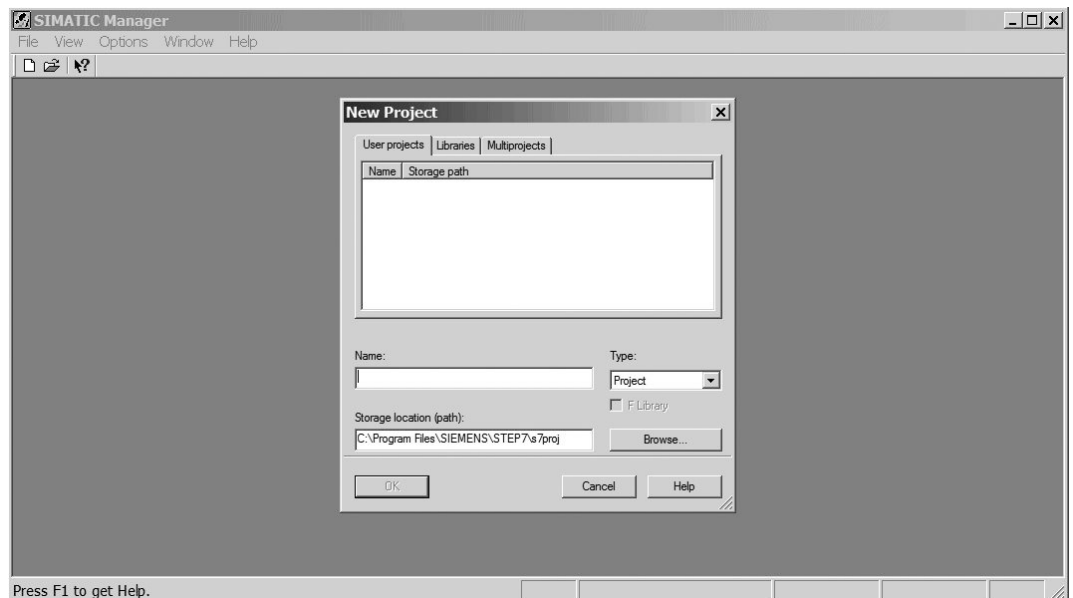 SIMATIC Manager
File View Options Window Help
New Project
User projects Libraries Multiprojects
Name Storage path
Name: Type:
Project
F Library
Storage location (path):
C:\Program Files\SIEMENS\STEP7\s7proj Browse...
OK Cancel Help
Press F1 to get Help.